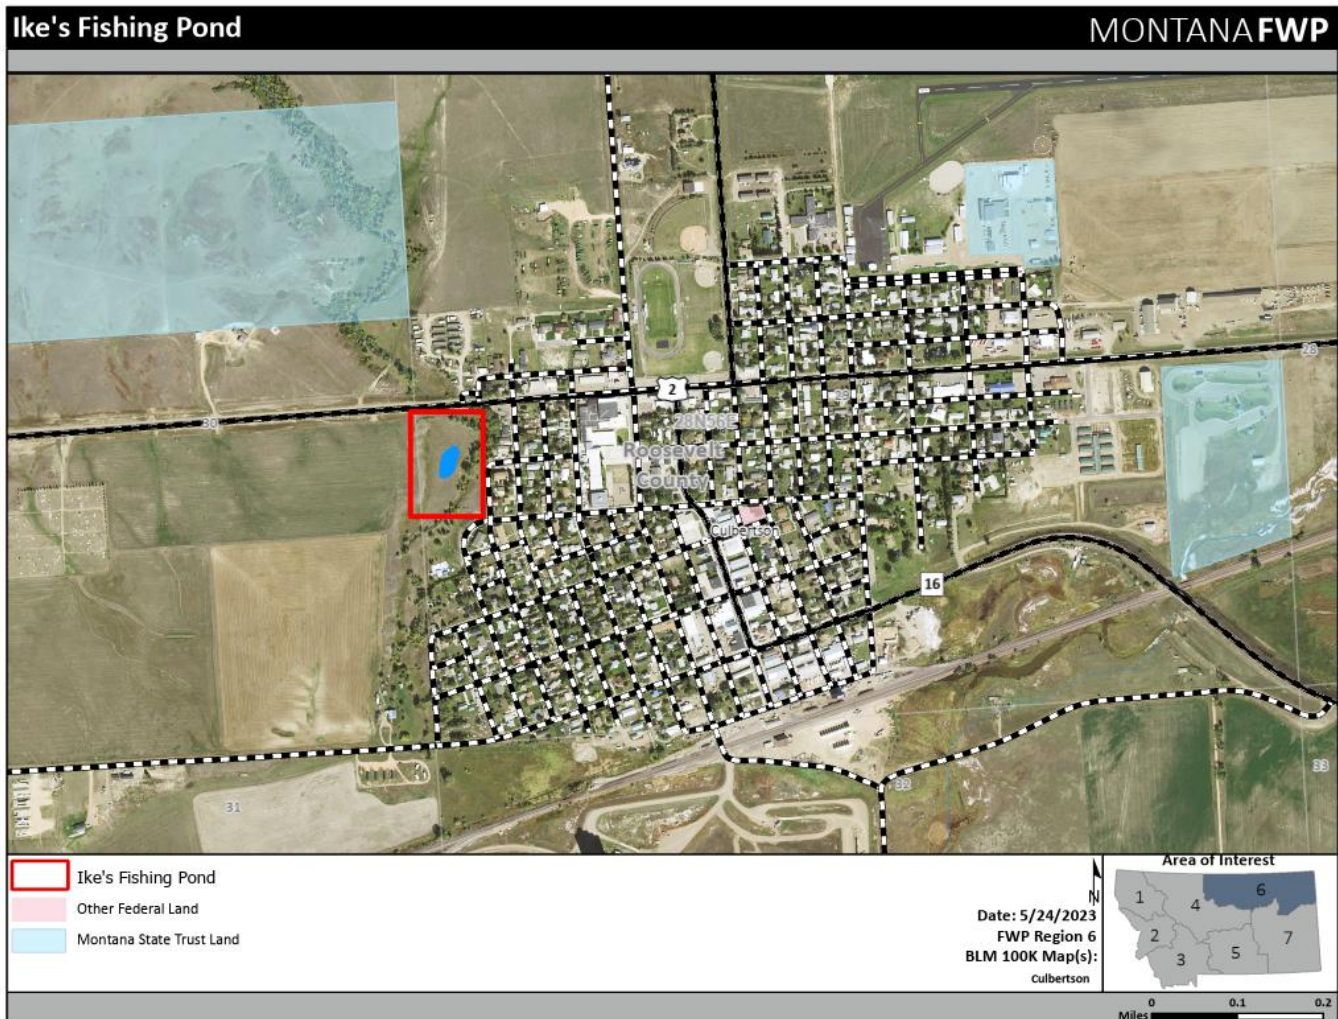 Ike's Fishing Pond
MONTANA FWP
2
28
30
29
28N56E
Roosevelt
County
Culbertson
16
33
32
31
Ike's Fishing Pond
Other Federal Land
Montana State Trust Land
N
Date: 5/24/2023
FWP Region 6
BLM 100K Map(s):
Culbertson
Area of Interest
1
4
6
2
7
3
5
0 0.1 0.2
Miles